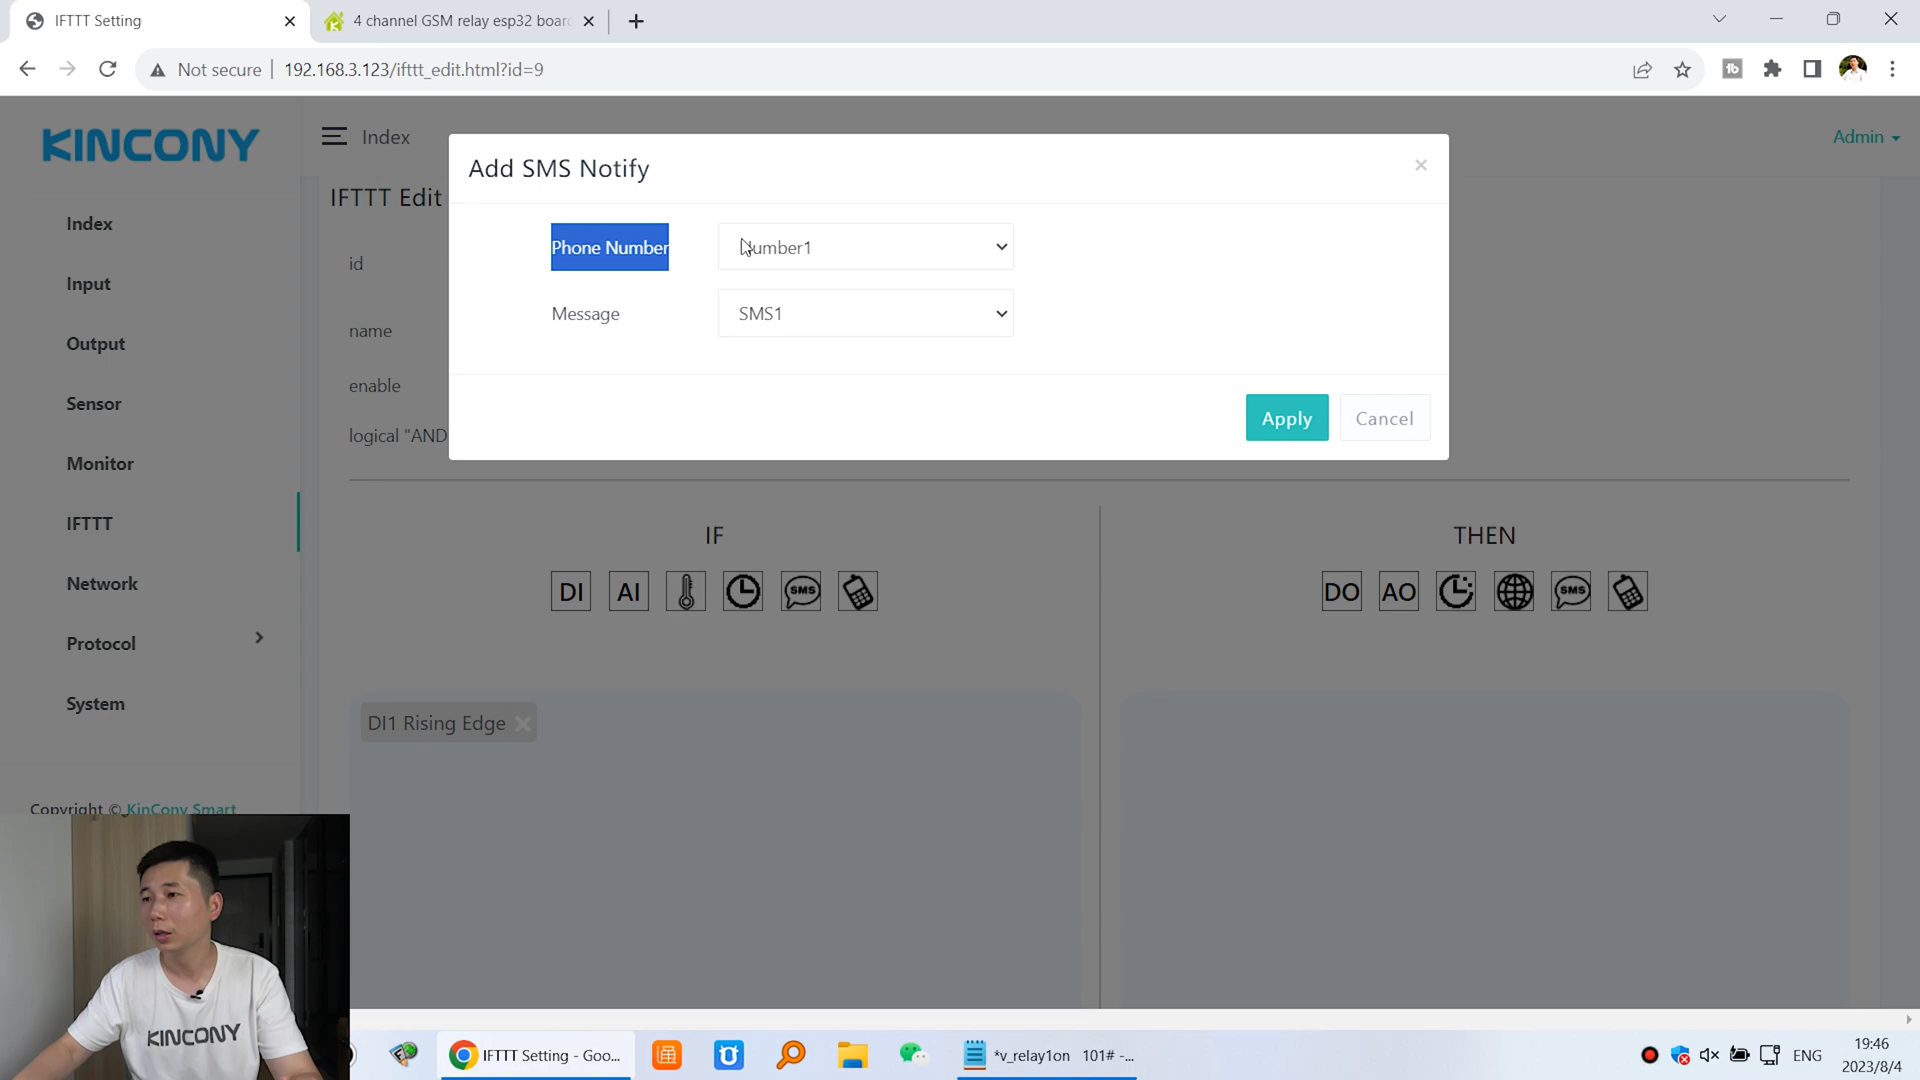 IFTTT Setting
4 channel GSM relay esp32 boar
Not secure
192.168.3.123/ifttt_edit.html?id=9
KINCONY
Index
Admin
Add SMS Notify
IFTTT Edit
Phone Number
Number1
Message
SMS1
Apply
Cancel
id
name
enable
logical "AND
Index
Input
Output
Sensor
Monitor
IFTTT
Network
Protocol
System
IF
THEN
DI
AI
SMS
DO
AO
SMS
DI1 Rising Edge
Copyright © KinCony Smart
KINCONY
IFTTT Setting - Goo...
*v_relay1on 101# -...
ENG
19:46
2023/8/4